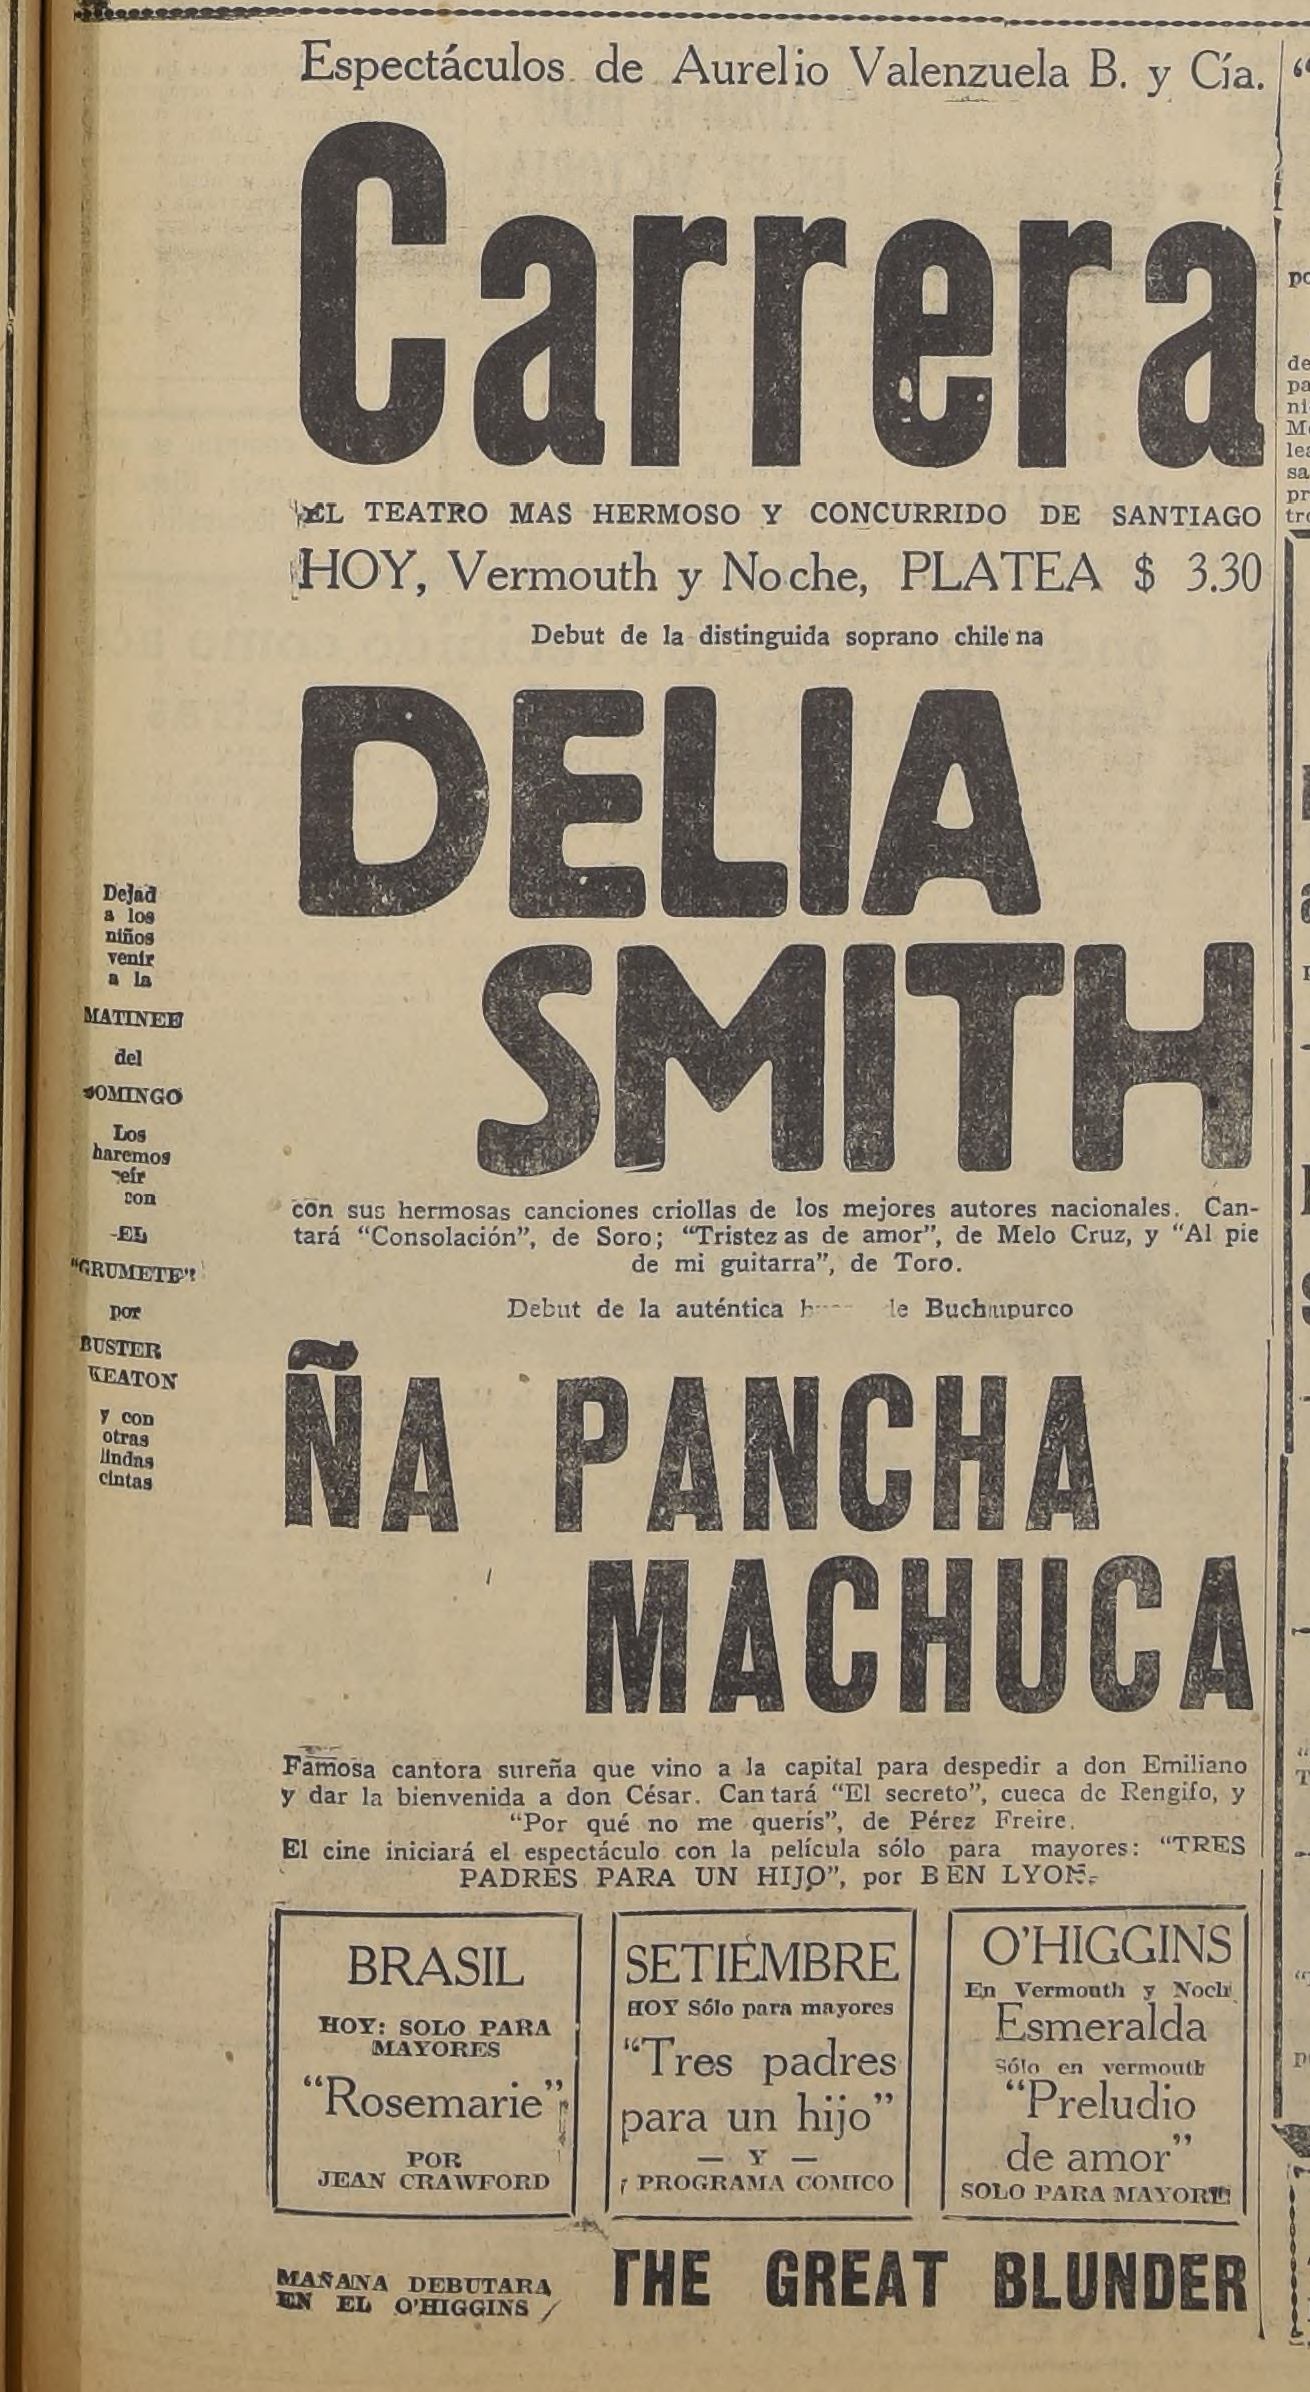 Espectáculos de Aurelio Valenzuela B. y Cía.
Carrera
EL TEATRO MAS HERMOSO Y CONCURRIDO DE SANTIAGO
HOY, Vermouth y Noche, PLATEA $ 3.30
Debut de la distinguida soprano chilena
DELIA
SMITH
con sus hermosas canciones criollas de los mejores autores nacionales. Can-
tará “Consolación”, de Soro; “Tristezas de amor”, de Melo Cruz, y “Al pie
de mi guitarra”, de Toro.
Debut de la auténtica de Buchupurco
ÑA PANCHA
MACHUCA
Famosa cantora sureña que vino a la capital para despedir a don Emiliano
y dar la bienvenida a don César. Cantará “El secreto”, cueca de Rengifo, y
“Por qué no me querís”, de Pérez Freire.
El cine iniciará el espectáculo con la película sólo para mayores: “TRES
PADRES PARA UN HIJO”, por BEN LYON.
Dejad
a los
niños
venir
a la
MATINEE
del
DOMINGO
Los
haremos
reír
con
EL
“GRUMETE”
por
BUSTER
KEATON
y con
otras
lindas
cintas
BRASIL
HOY: SOLO PARA
MAYORES
“Rosemarie”
POR
JEAN CRAWFORD
SETIEMBRE
HOY Sólo para mayores
“Tres padres
para un hijo”
— Y —
PROGRAMA COMICO
O'HIGGINS
En Vermouth y Noch
Esmeralda
Sólo en vermouth
“Preludio
de amor”
SOLO PARA MAYORE
MAÑANA DEBUTARA
EN EL O'HIGGINS
THE GREAT BLUNDER